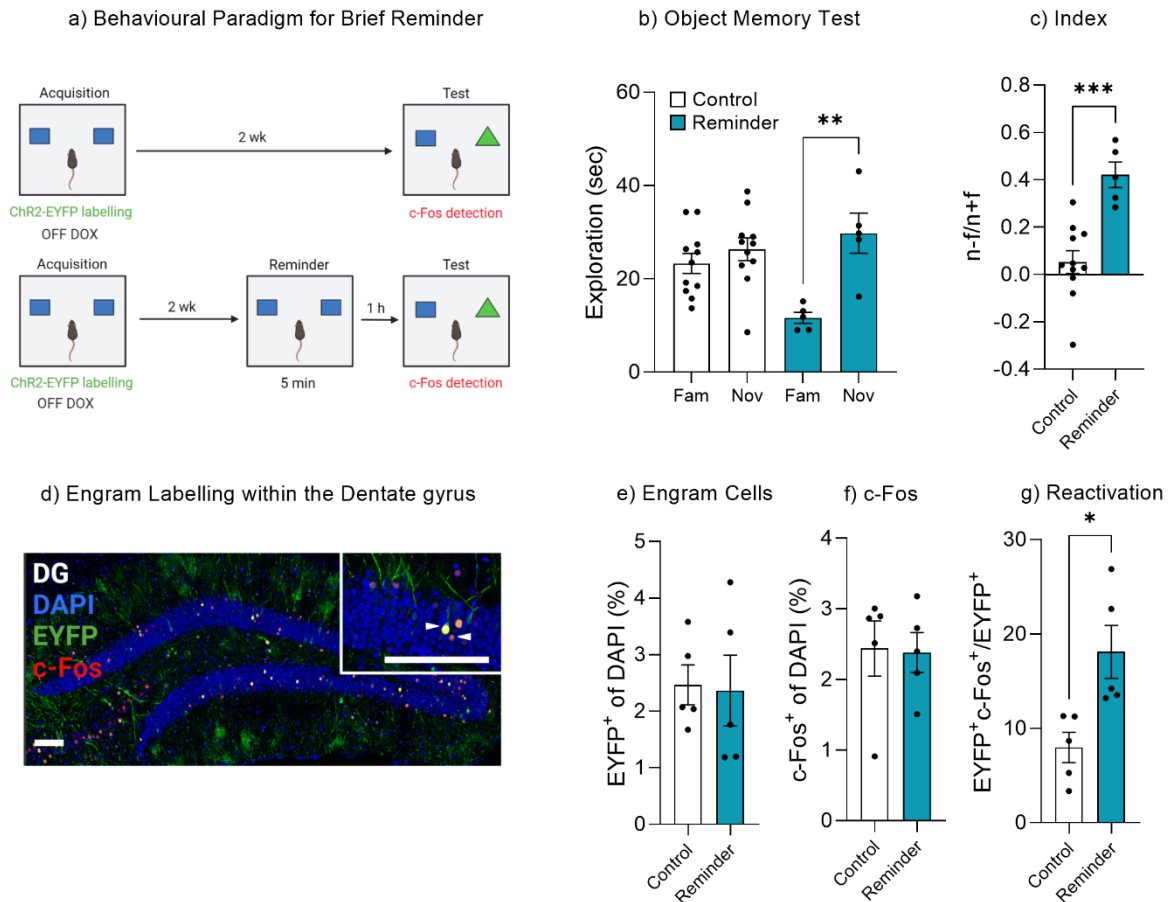 a) Behavioural Paradigm for Brief Reminder
Acquisition
2 wk
Test
ChR2-EYFP labelling
OFF DOX
c-Fos detection
Acquisition
2 wk
Reminder
1 h
Test
ChR2-EYFP labelling
OFF DOX
5 min
c-Fos detection
b) Object Memory Test
Exploration (sec)
60
40
20
0
Control
Reminder
**
Fam
Nov
Fam
Nov
c) Index
n-f/n+f
0.8
0.6
0.4
0.2
0.0
-0.2
-0.4
***
Control
Reminder
d) Engram Labelling within the Dentate gyrus
DG
DAPI
EYFP
c-Fos
e) Engram Cells
EYFP⁺ of DAPI (%)
5
4
3
2
1
0
Control
Reminder
f) c-Fos
c-Fos⁺ of DAPI (%)
4
3
2
1
0
Control
Reminder
g) Reactivation
EYFP⁺c-Fos⁺/EYFP⁺
30
20
10
0
*
Control
Reminder